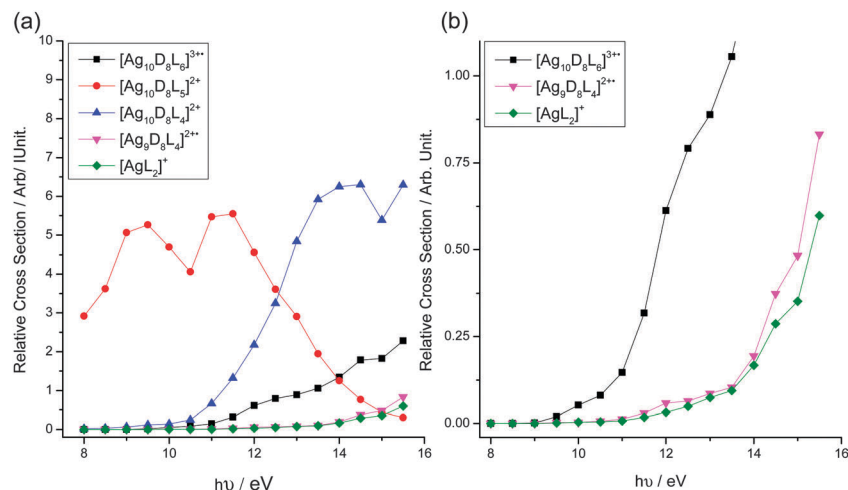 (a)
[Ag₁₀D₈L₆]³⁺•
[Ag₁₀D₈L₅]²⁺
[Ag₁₀D₈L₄]²⁺
[Ag₉D₈L₄]²⁺•
[AgL₂]⁺
Relative Cross Section / Arb/ lUnit.
10
9
8
7
6
5
4
3
2
1
0
8 10 12 14 16
hυ / eV
(b)
[Ag₁₀D₈L₆]³⁺•
[Ag₉D₈L₄]²⁺•
[AgL₂]⁺
Relative Cross Section / Arb. Unit.
1.00
0.75
0.50
0.25
0.00
8 10 12 14 16
hυ / eV